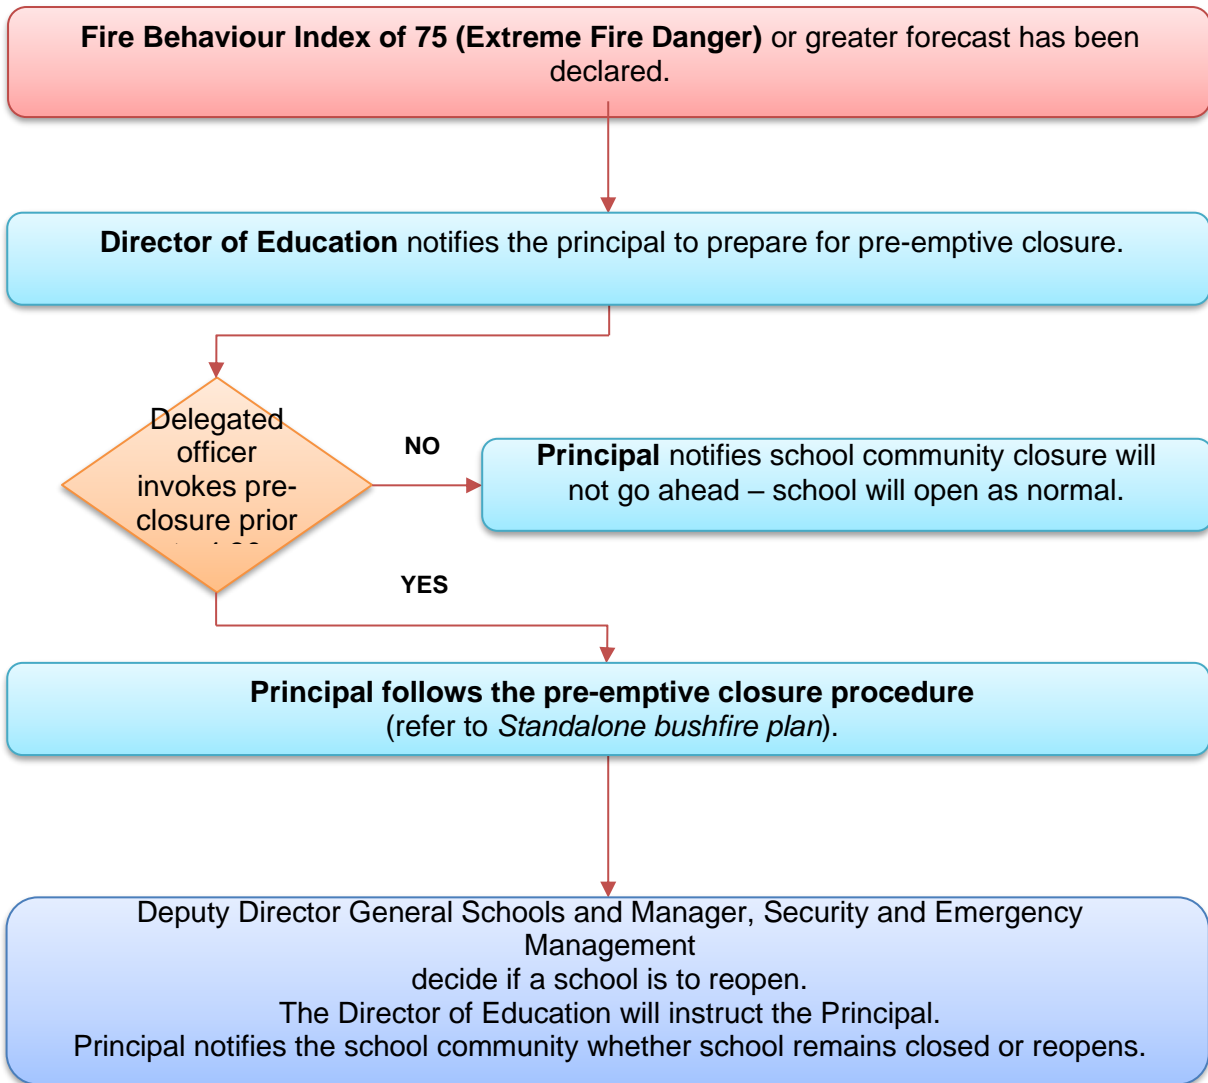 Fire Behaviour Index of 75 (Extreme Fire Danger) or greater forecast has been
declared.
Director of Education notifies the principal to prepare for pre-emptive closure.
Delegated
officer
invokes pre-
closure prior
NO
Principal notifies school community closure will
not go ahead – school will open as normal.
YES
Principal follows the pre-emptive closure procedure
(refer to Standalone bushfire plan).
Deputy Director General Schools and Manager, Security and Emergency
Management
decide if a school is to reopen.
The Director of Education will instruct the Principal.
Principal notifies the school community whether school remains closed or reopens.